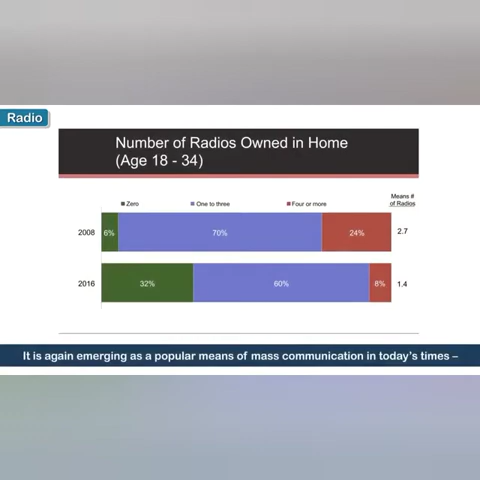 Radio
Number of Radios Owned in Home
(Age 18 - 34)
Means #
of Radios
Zero
One to three
Four or more
2008
6%
70%
24%
2.7
2016
32%
60%
8%
1.4
It is again emerging as a popular means of mass communication in today's times –